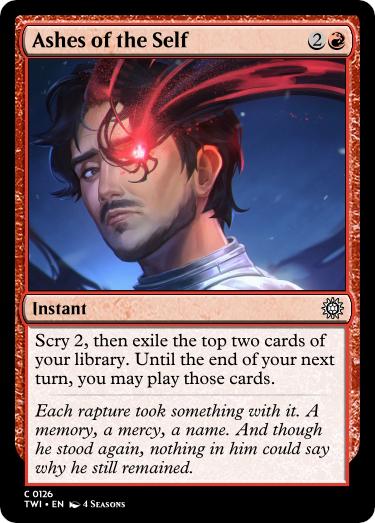 Ashes of the Self 2
Instant
Scry 2, then exile the top two cards of
your library. Until the end of your next
turn, you may play those cards.
Each rapture took something with it. A
memory, a mercy, a name. And though
he stood again, nothing in him could say
why he still remained.
C 0126
TWI • EN 4 Seasons